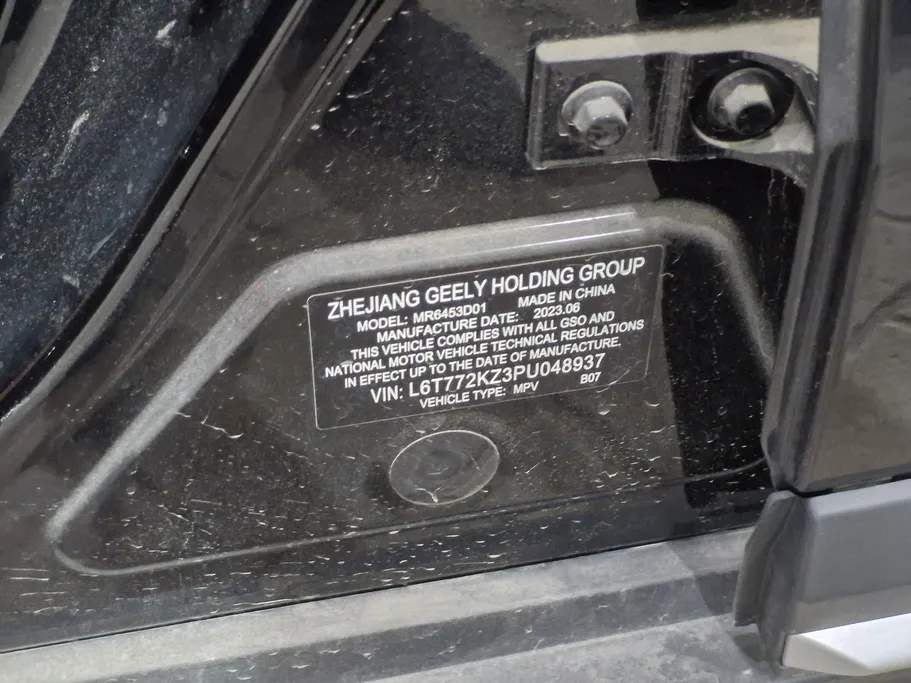 ZHEJIANG GEELY HOLDING GROUP
MODEL: MR6453D01 MADE IN CHINA
MANUFACTURE DATE: 2023.06
THIS VEHICLE COMPLIES WITH ALL GSO AND
NATIONAL MOTOR VEHICLE TECHNICAL REGULATIONS
IN EFFECT UP TO THE DATE OF MANUFACTURE.
VIN: L6T772KZ3PU048937
VEHICLE TYPE: MPV B07